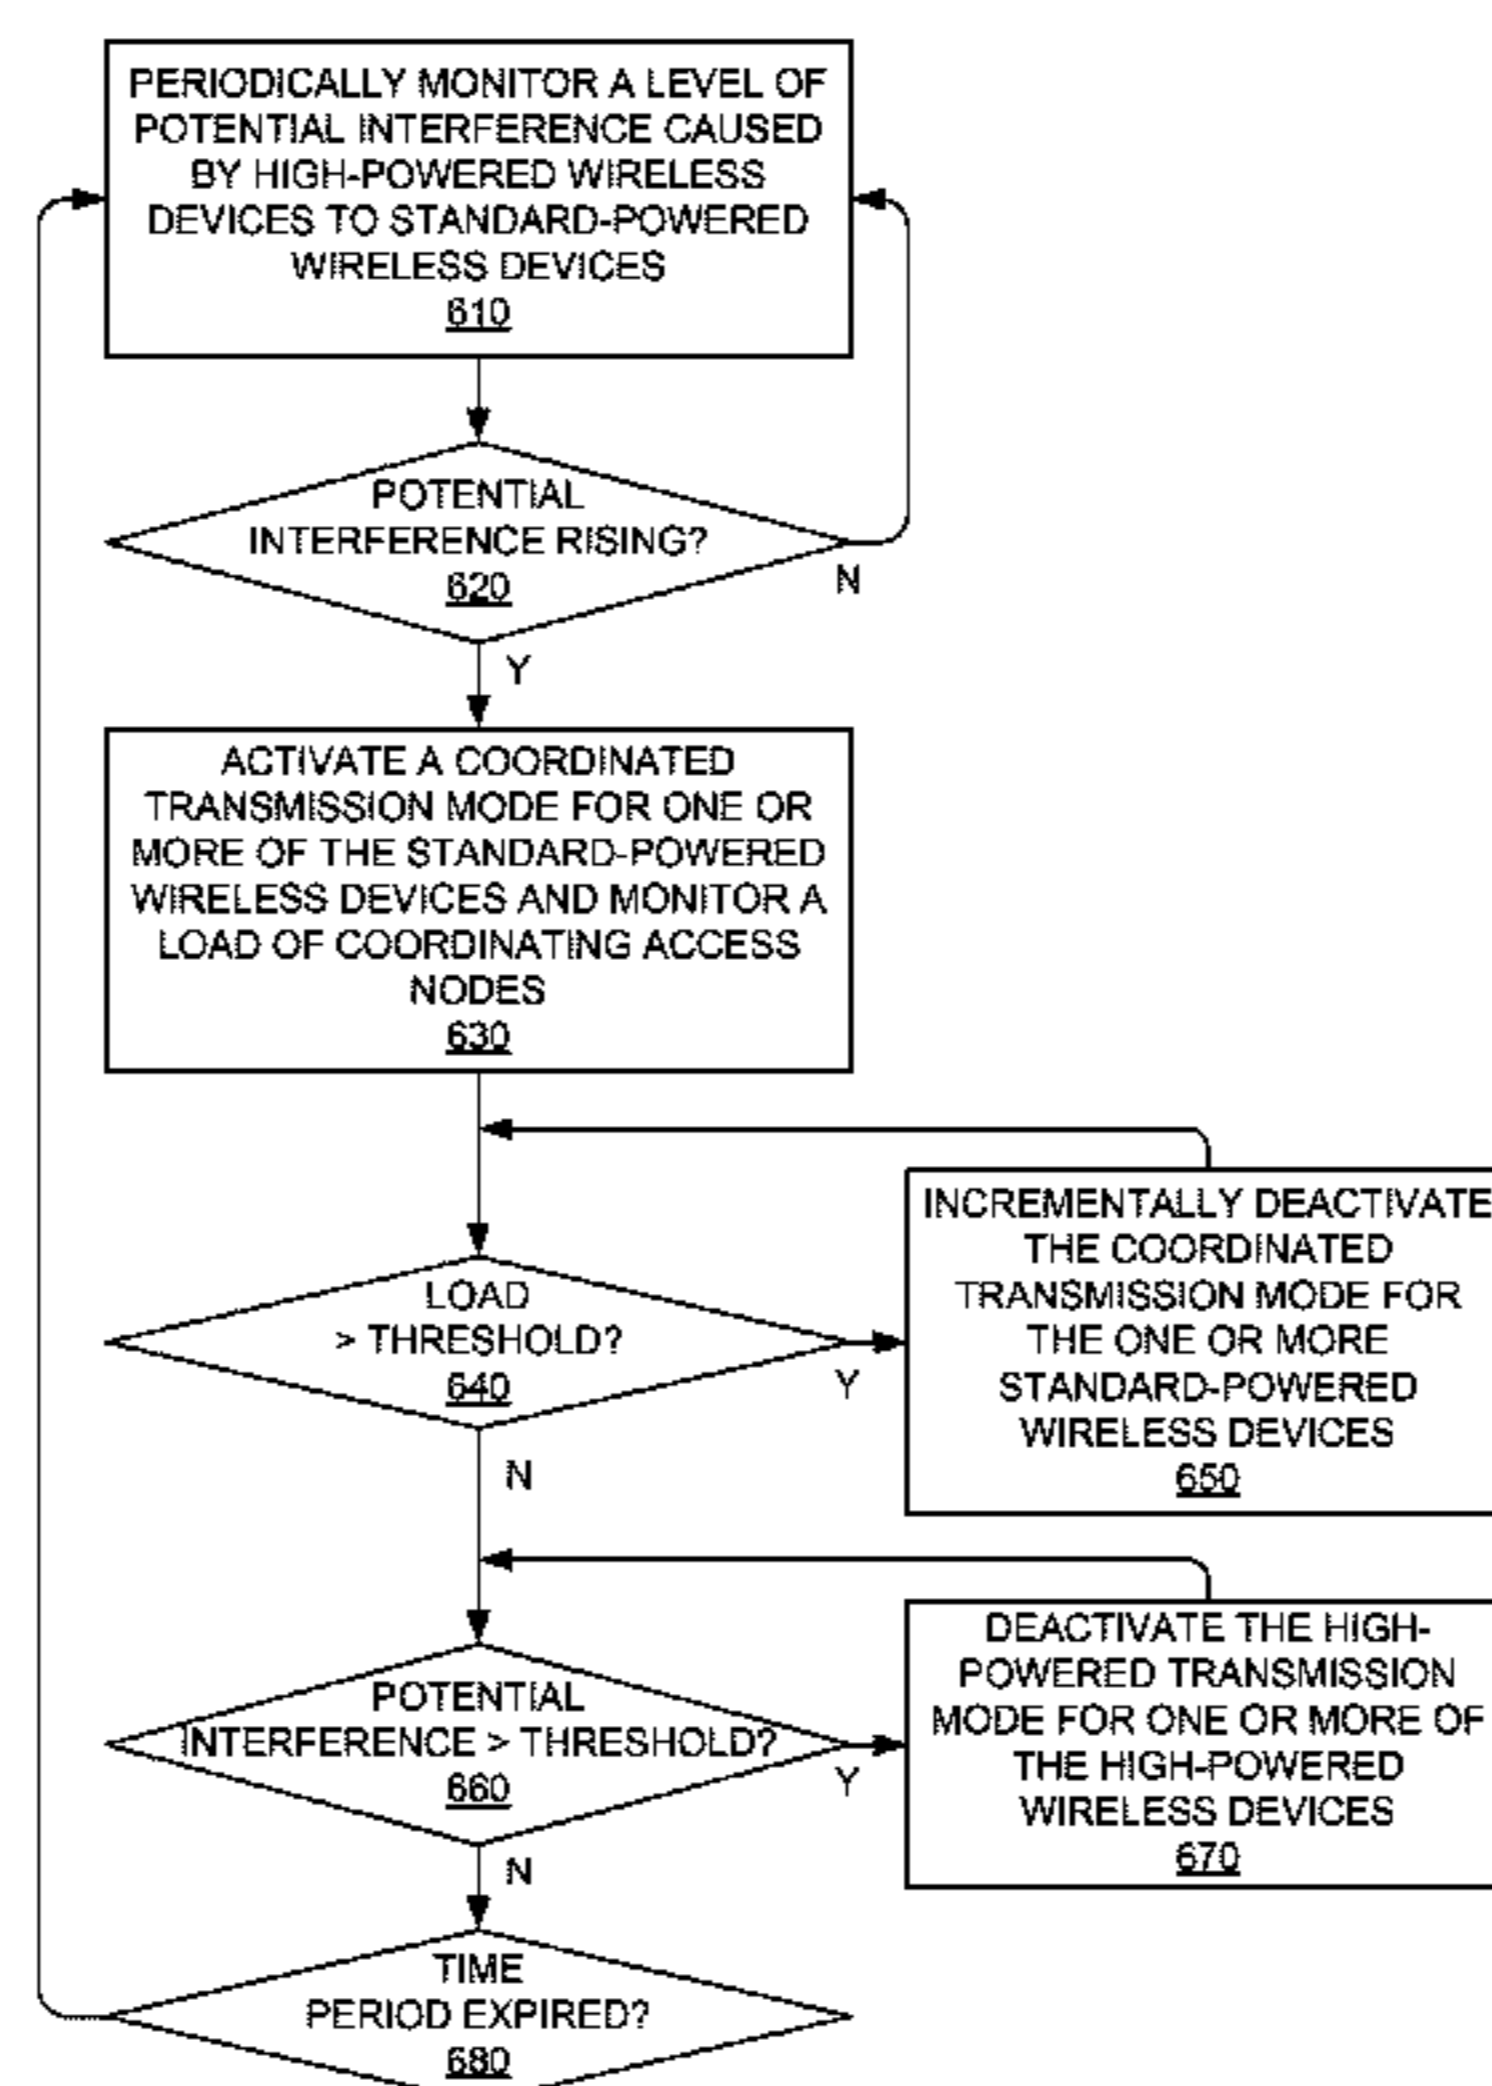 PERIODICALLY MONITOR A LEVEL OF
POTENTIAL INTERFERENCE CAUSED
BY HIGH-POWERED WIRELESS
DEVICES TO STANDARD-POWERED
WIRELESS DEVICES
610
POTENTIAL
INTERFERENCE RISING?
620
N
Y
ACTIVATE A COORDINATED
TRANSMISSION MODE FOR ONE OR
MORE OF THE STANDARD-POWERED
WIRELESS DEVICES AND MONITOR A
LOAD OF COORDINATING ACCESS
NODES
630
LOAD
> THRESHOLD?
640
Y
N
INCREMENTALLY DEACTIVATE
THE COORDINATED
TRANSMISSION MODE FOR
THE ONE OR MORE
STANDARD-POWERED
WIRELESS DEVICES
650
POTENTIAL
INTERFERENCE > THRESHOLD?
660
Y
N
DEACTIVATE THE HIGH-
POWERED TRANSMISSION
MODE FOR ONE OR MORE OF
THE HIGH-POWERED
WIRELESS DEVICES
670
TIME
PERIOD EXPIRED?
680